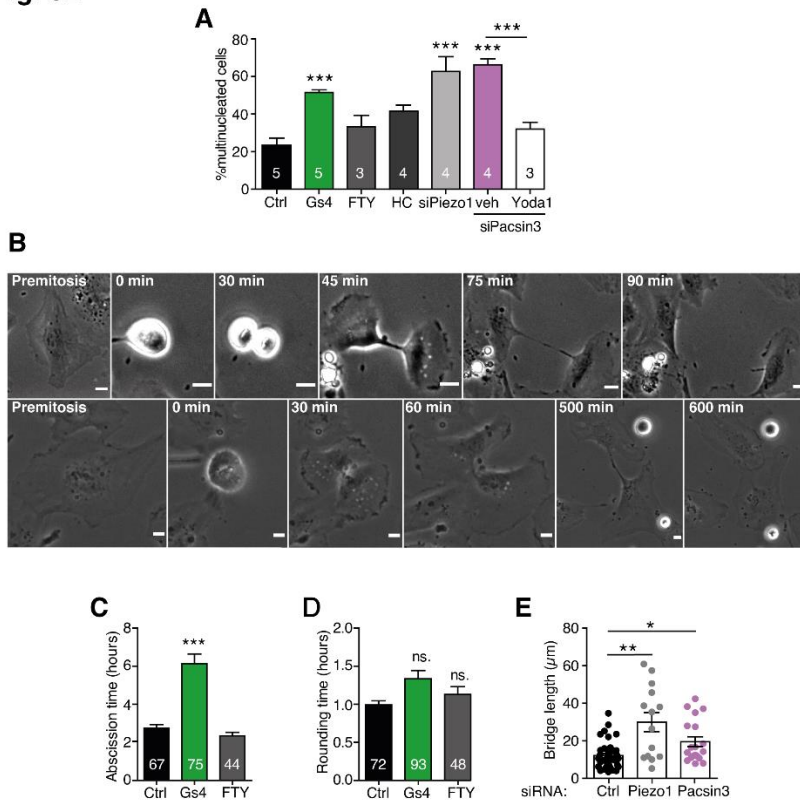 A
***
80
*** *** ***
60
40
20
0
%multinucleated cells
5 5 3 4 4 4 3
Ctrl Gs4 FTY HC siPiezo1 veh Yoda1
siPacsin3
B
Premitosis 0 min 30 min 45 min 75 min 90 min
Premitosis 0 min 30 min 60 min 500 min 600 min
C
Abscission time (hours)
8
6
4
2
0
***
67 75 44
Ctrl Gs4 FTY
D
Rounding time (hours)
2.0
1.5
1.0
0.5
0.0
ns. ns.
72 93 48
Ctrl Gs4 FTY
E
Bridge length (µm)
80
60
40
20
0
*
**
siRNA: Ctrl Piezo1 Pacsin3